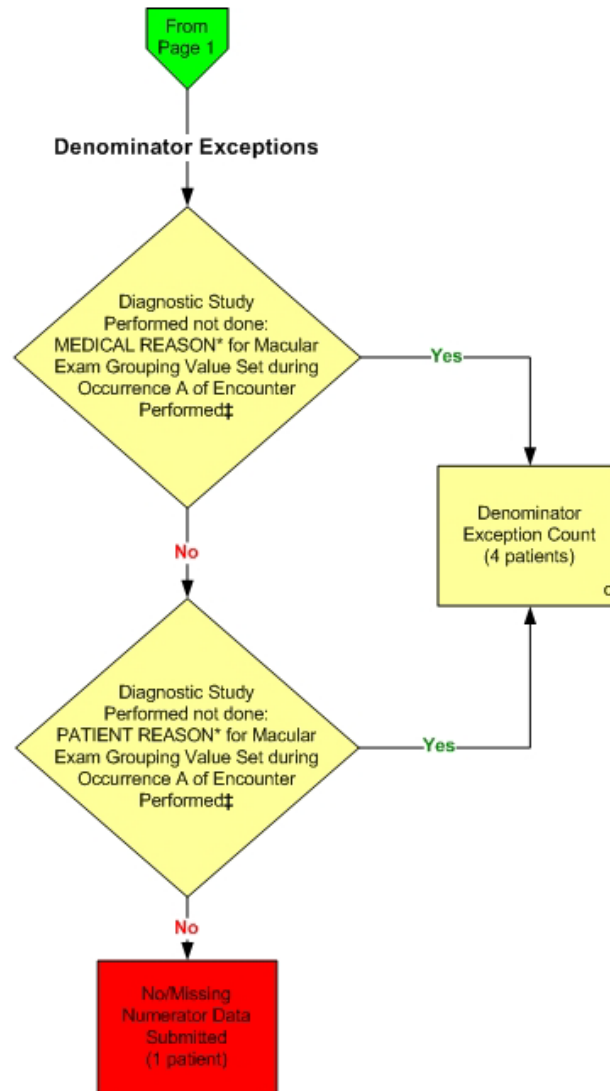 From
Page 1
Denominator Exceptions
Diagnostic Study
Performed not done:
MEDICAL REASON* for Macular
Exam Grouping Value Set during
Occurrence A of Encounter
Performed‡
Yes
Denominator
Exception Count
(4 patients)
c
No
Diagnostic Study
Performed not done:
PATIENT REASON* for Macular
Exam Grouping Value Set during
Occurrence A of Encounter
Performed‡
Yes
No
No/Missing
Numerator Data
Submitted
(1 patient)